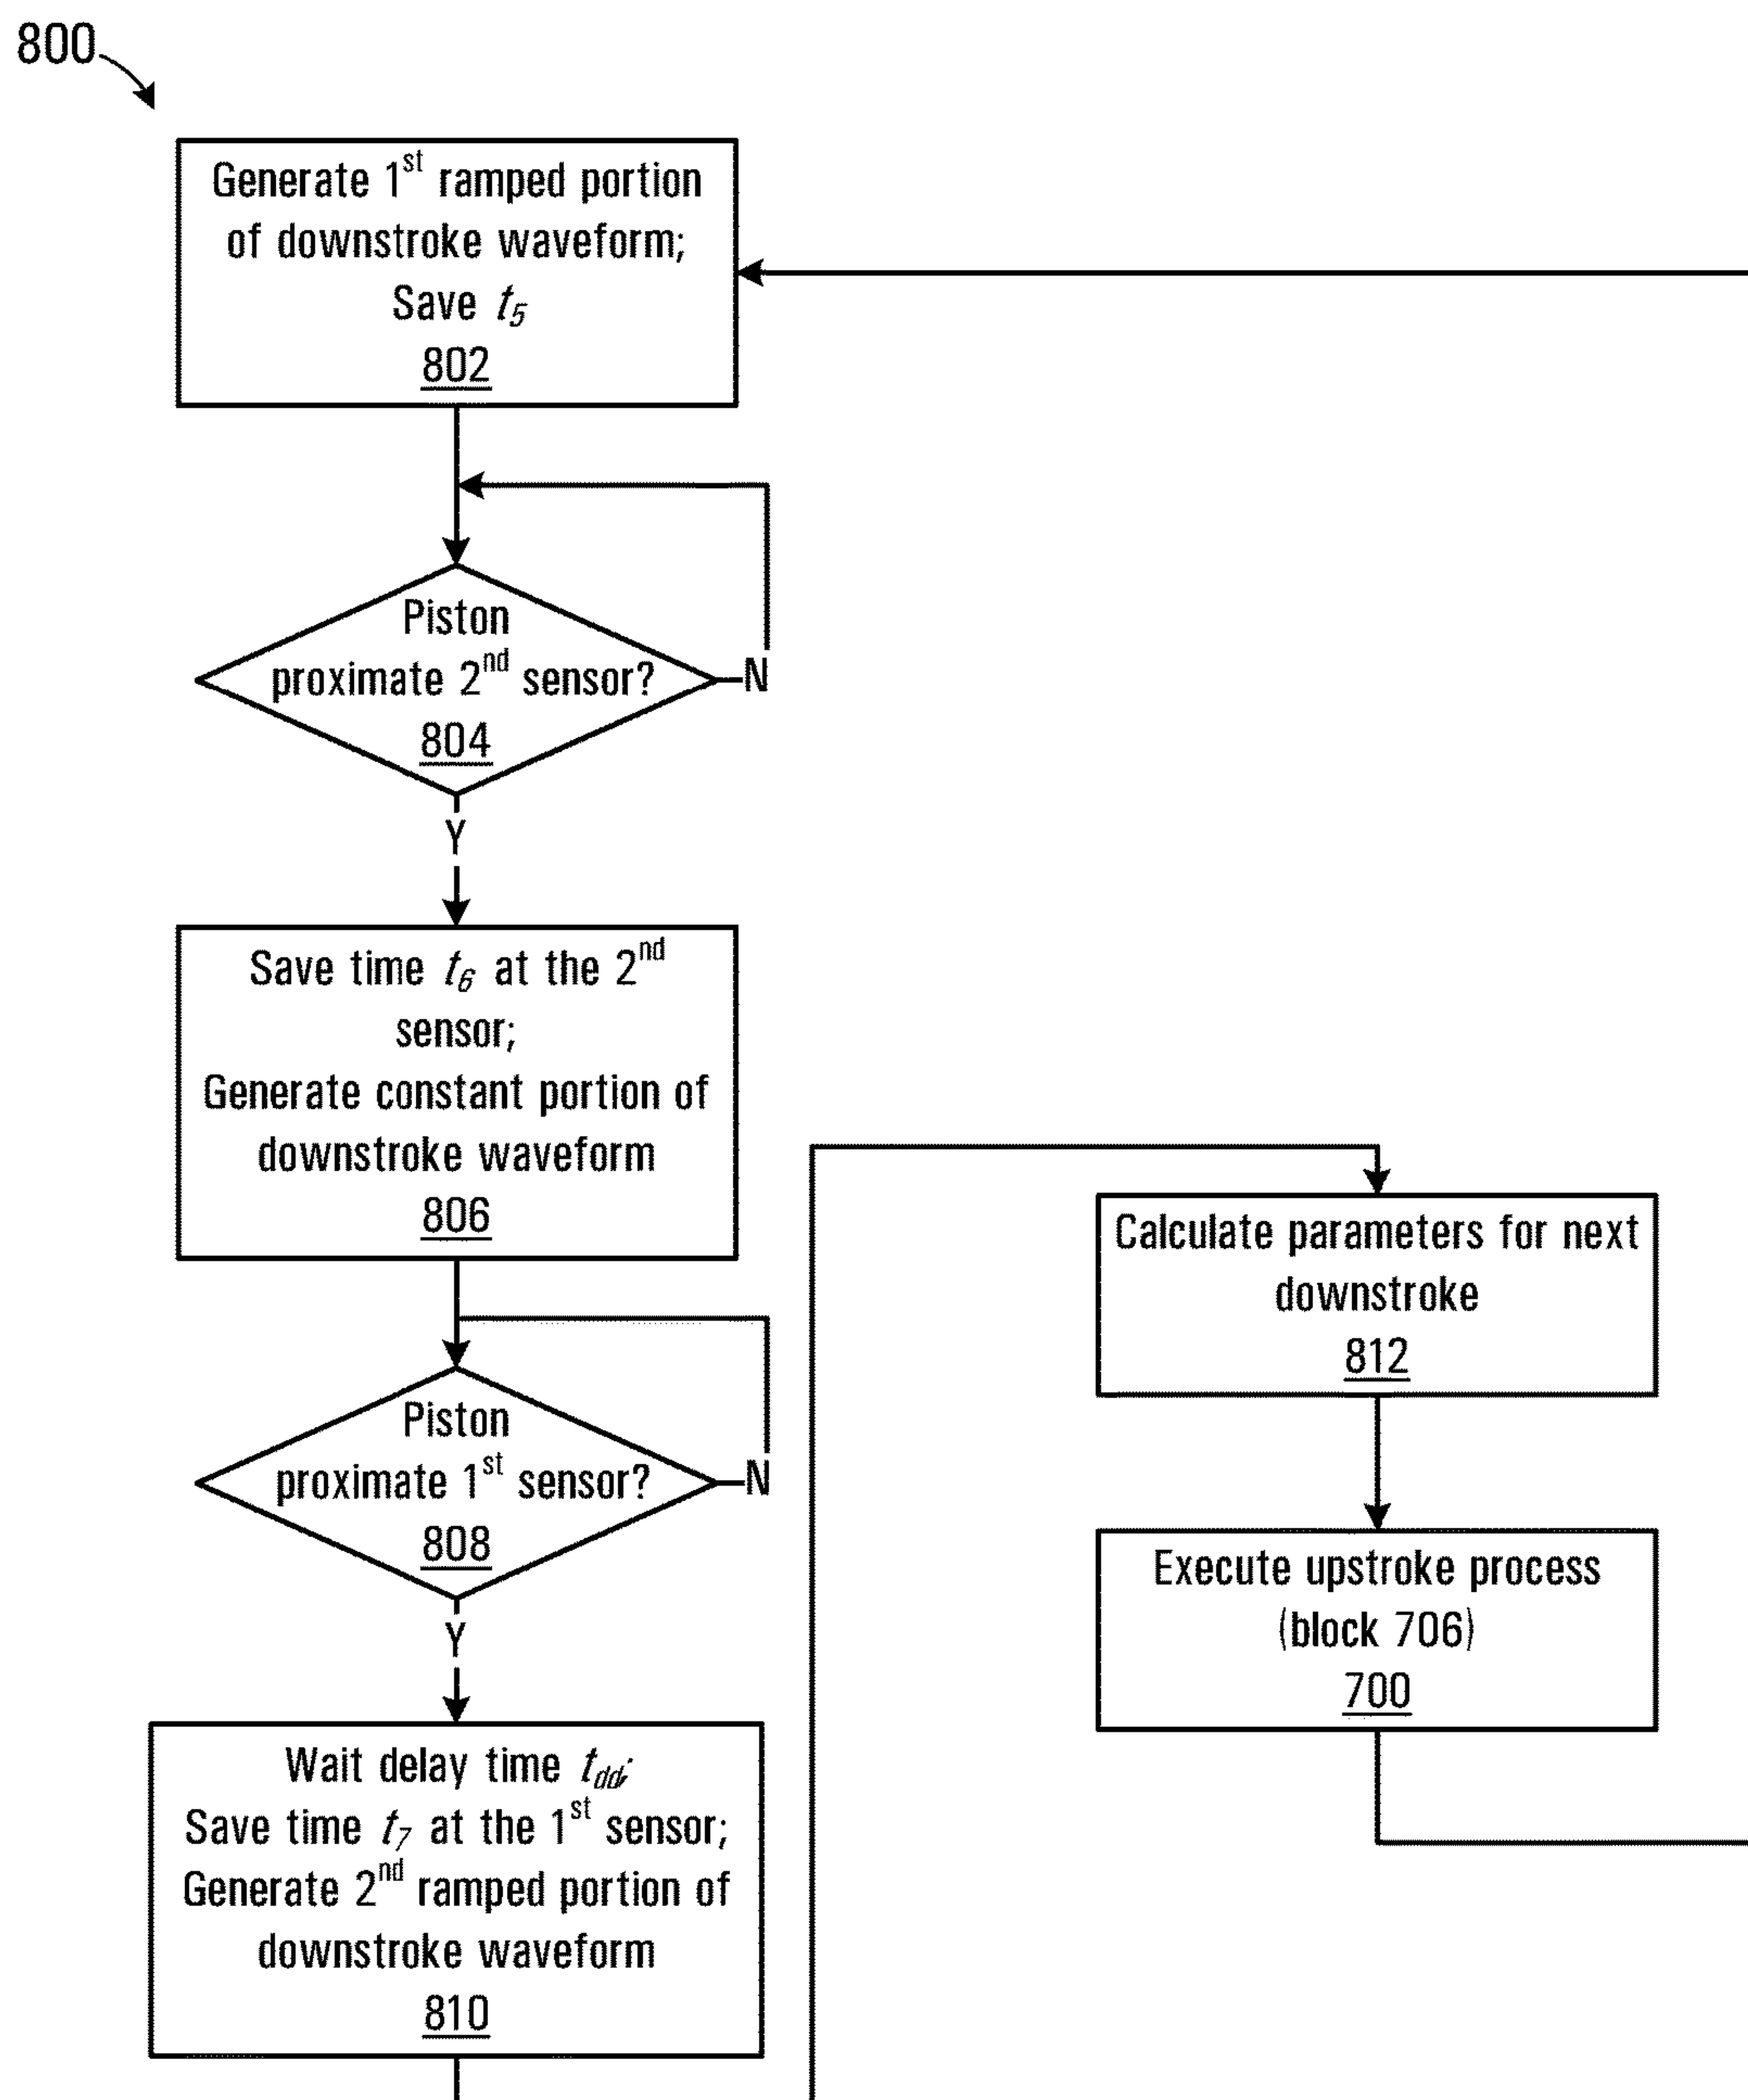 800
Generate 1st ramped portion
of downstroke waveform;
Save t5
802
Piston
proximate 2nd sensor?
804
N
Y
Save time t6 at the 2nd
sensor;
Generate constant portion of
downstroke waveform
806
Piston
proximate 1st sensor?
808
N
Y
Wait delay time tdd;
Save time t7 at the 1st sensor;
Generate 2nd ramped portion of
downstroke waveform
810
Calculate parameters for next
downstroke
812
Execute upstroke process
(block 706)
700